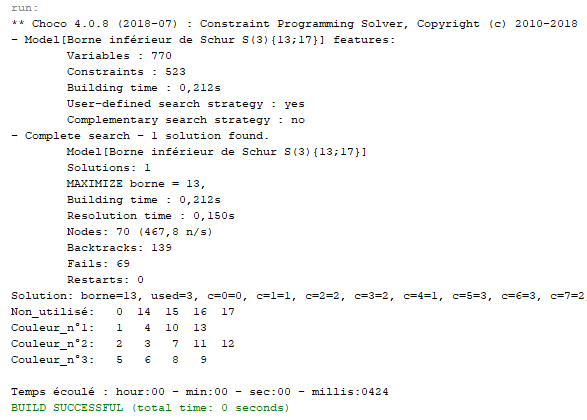 run:
** Choco 4.0.8 (2018-07) : Constraint Programming Solver, Copyright (c) 2010-2018
- Model[Borne inférieur de Schur S(3){13;17}] features:
Variables : 770
Constraints : 523
Building time : 0,212s
User-defined search strategy : yes
Complementary search strategy : no
- Complete search - 1 solution found.
Model[Borne inférieur de Schur S(3){13;17}]
Solutions: 1
MAXIMIZE borne = 13,
Building time : 0,212s
Resolution time : 0,150s
Nodes: 70 (467,8 n/s)
Backtracks: 139
Fails: 69
Restarts: 0
Solution: borne=13, used=3, c=0=0, c=1=1, c=2=2, c=3=2, c=4=1, c=5=3, c=6=3, c=7=2
Non_utilisé: 0 14 15 16 17
Couleur_n°1: 1 4 10 13
Couleur_n°2: 2 3 7 11 12
Couleur_n°3: 5 6 8 9
Temps écoulé : hour:00 - min:00 - sec:00 - millis:0424
BUILD SUCCESSFUL (total time: 0 seconds)